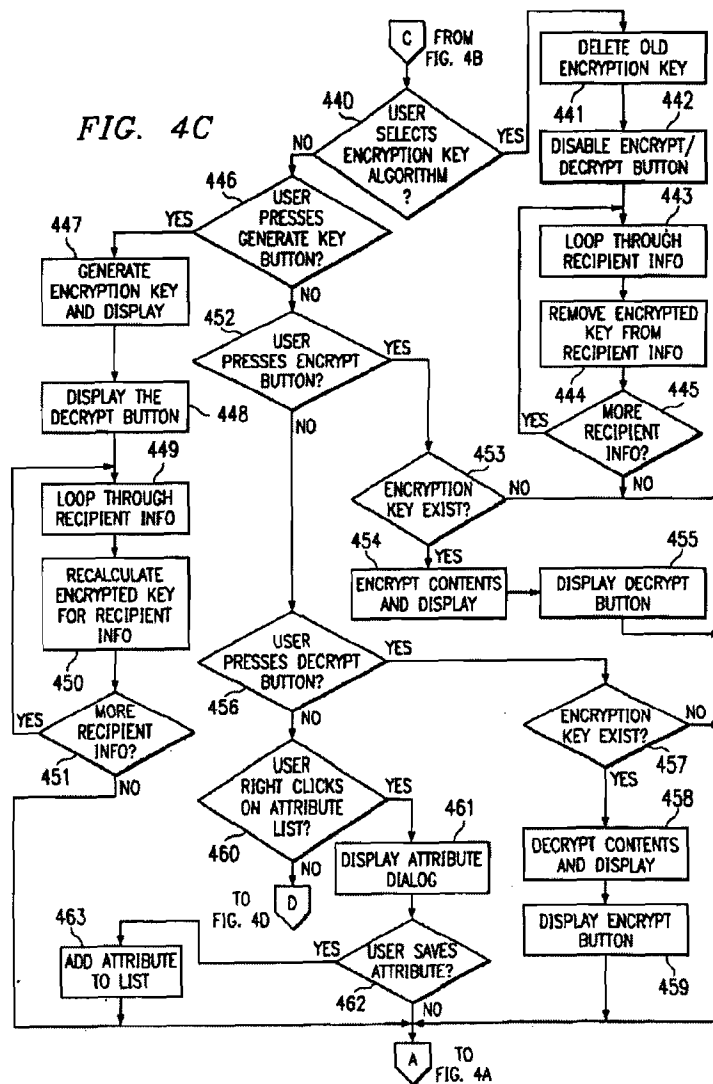 FIG. 4C
C
FROM
FIG. 4B
440
USER
SELECTS
ENCRYPTION KEY
ALGORITHM
?
YES
NO
DELETE OLD
ENCRYPTION KEY
441
442
DISABLE ENCRYPT/
DECRYPT BUTTON
443
LOOP THROUGH
RECIPIENT INFO
REMOVE ENCRYPTED
KEY FROM
RECIPIENT INFO
444
445
MORE
RECIPIENT
INFO?
YES
NO
446
USER
PRESSES
GENERATE KEY
BUTTON?
YES
NO
447
GENERATE
ENCRYPTION KEY
AND DISPLAY
DISPLAY THE
DECRYPT BUTTON
448
449
LOOP THROUGH
RECIPIENT INFO
RECALCULATE
ENCRYPTED KEY
FOR RECIPIENT
INFO
450
MORE
RECIPIENT
INFO?
451
YES
NO
452
USER
PRESSES ENCRYPT
BUTTON?
YES
NO
453
ENCRYPTION
KEY EXIST?
NO
YES
454
ENCRYPT CONTENTS
AND DISPLAY
455
DISPLAY DECRYPT
BUTTON
USER
PRESSES DECRYPT
BUTTON?
456
YES
NO
ENCRYPTION
KEY EXIST?
457
NO
YES
458
DECRYPT CONTENTS
AND DISPLAY
DISPLAY ENCRYPT
BUTTON
459
USER
RIGHT CLICKS
ON ATTRIBUTE
LIST?
460
YES
NO
TO
FIG. 4D
D
461
DISPLAY ATTRIBUTE
DIALOG
USER SAVES
ATTRIBUTE?
462
YES
NO
463
ADD ATTRIBUTE
TO LIST
A
TO
FIG. 4A